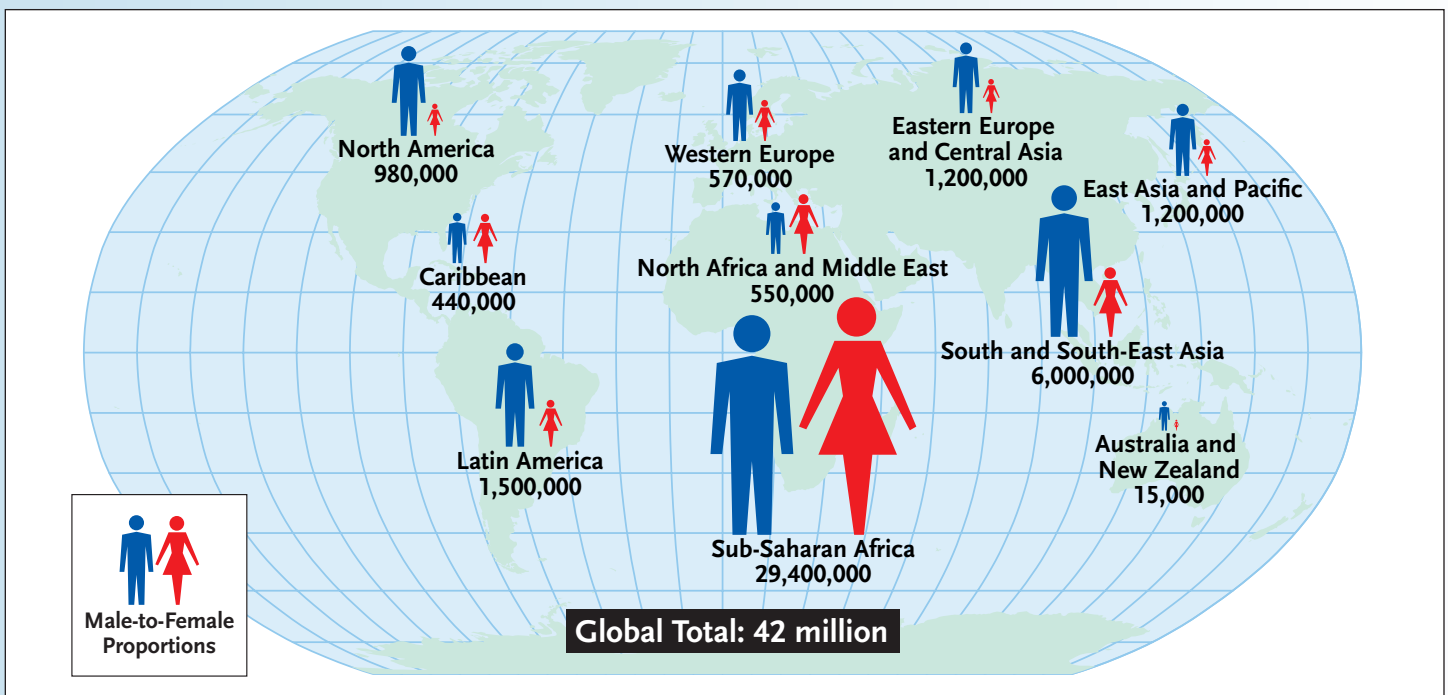 North America
980,000
Western Europe
570,000
Eastern Europe
and Central Asia
1,200,000
East Asia and Pacific
1,200,000
Caribbean
440,000
North Africa and Middle East
550,000
South and South-East Asia
6,000,000
Latin America
1,500,000
Australia and
New Zealand
15,000
Sub-Saharan Africa
29,400,000
Male-to-Female
Proportions
Global Total: 42 million